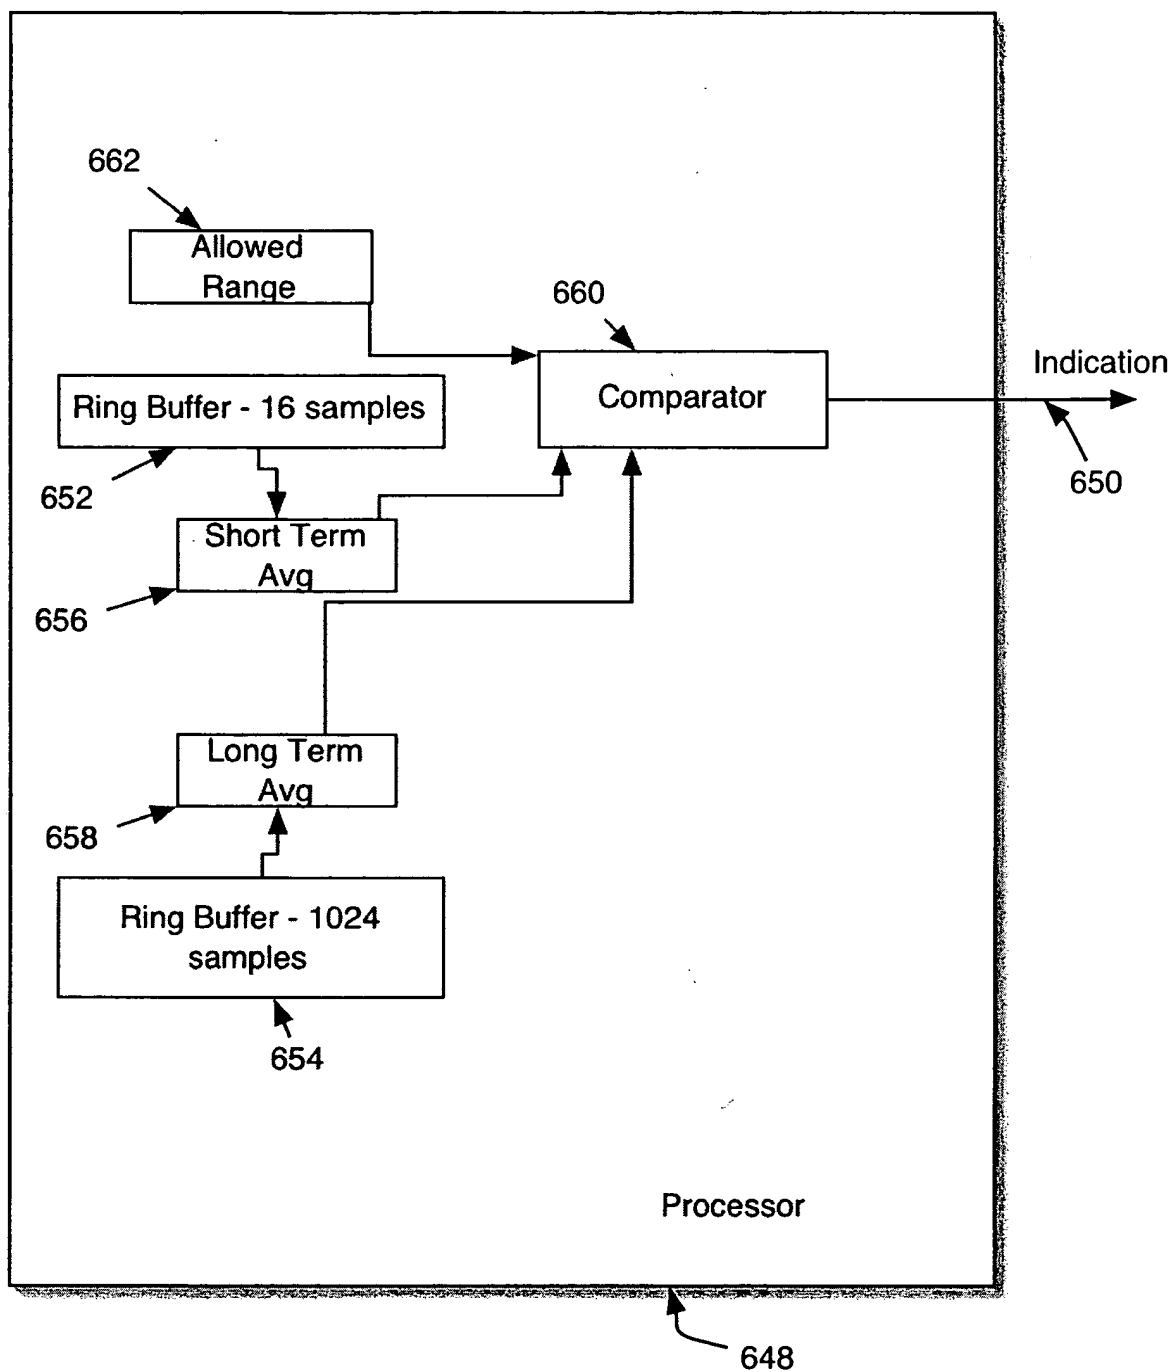 662
Allowed
Range
660
Comparator
Indication
650
Ring Buffer - 16 samples
652
Short Term
Avg
656
Long Term
Avg
658
Ring Buffer - 1024
samples
654
Processor
648